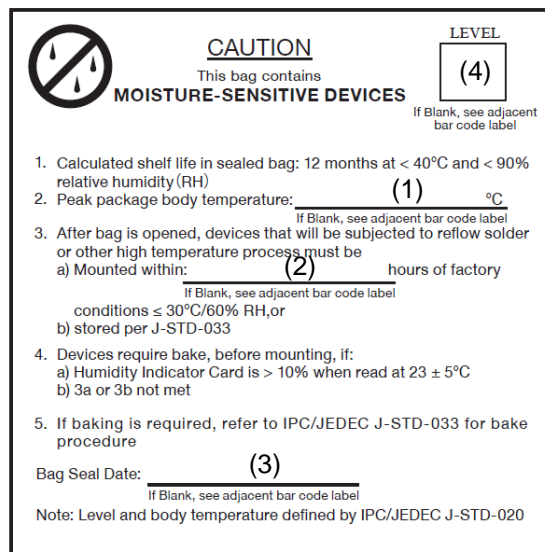 CAUTION
This bag contains
MOISTURE-SENSITIVE DEVICES
LEVEL
(4)
If Blank, see adjacent
bar code label
1. Calculated shelf life in sealed bag: 12 months at < 40°C and < 90%
relative humidity(RH)
2. Peak package body temperature: (1) °C
If Blank, see adjacent bar code label
3. After bag is opened, devices that will be subjected to reflow solder
or other high temperature process must be
a) Mounted within: (2) hours of factory
If Blank, see adjacent bar code label
conditions ≤ 30°C/60% RH,or
b) stored per J-STD-033
4. Devices require bake, before mounting, if:
a) Humidity Indicator Card is > 10% when read at 23 ± 5°C
b) 3a or 3b not met
5. If baking is required, refer to IPC/JEDEC J-STD-033 for bake
procedure
Bag Seal Date: (3)
If Blank, see adjacent bar code label
Note: Level and body temperature defined by IPC/JEDEC J-STD-020